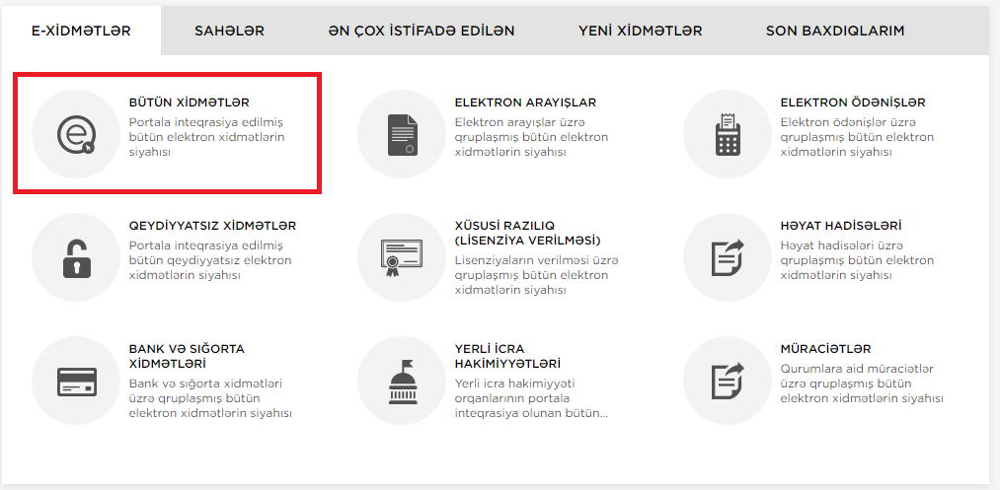 E-XİDMƏTLƏR
SAHƏLƏR
ƏN ÇOX İSTİFADƏ EDİLƏN
YENİ XİDMƏTLƏR
SON BAXDIQLARIM
BÜTÜN XİDMƏTLƏR
Portala inteqrasiya edilmiş
bütün elektron xidmətlərin
siyahısı
ELEKTRON ARAYIŞLAR
Elektron arayışlar üzrə
qruplaşmış bütün elektron
xidmətlərin siyahısı
ELEKTRON ÖDƏNİŞLƏR
Elektron ödənişlər üzrə
qruplaşmış bütün elektron
xidmətlərin siyahısı
QEYDİYYATSIZ XİDMƏTLƏR
Portala inteqrasiya edilmiş
bütün qeydiyyatsız elektron
xidmətlərin siyahısı
XÜSUSİ RAZILIQ
(LİSENZİYA VERİLMƏSİ)
Lisenziyaların verilməsi üzrə
qruplaşmış bütün elektron
xidmətlərin siyahısı
HƏYAT HADİSƏLƏRİ
Həyat hadisələri üzrə
qruplaşmış bütün elektron
xidmətlərin siyahısı
BANK VƏ SIĞORTA
XİDMƏTLƏRİ
Bank və sığorta xidmətləri
üzrə qruplaşmış bütün
elektron xidmətlərin siyahısı
YERLİ İCRA
HAKİMİYYƏTLƏRİ
Yerli icra hakimiyyəti
orqanlarının portala
inteqrasiya olunan bütün...
MÜRACİƏTLƏR
Qurumlara aid müraciətlər
üzrə qruplaşmış bütün
elektron xidmətlərin siyahısı